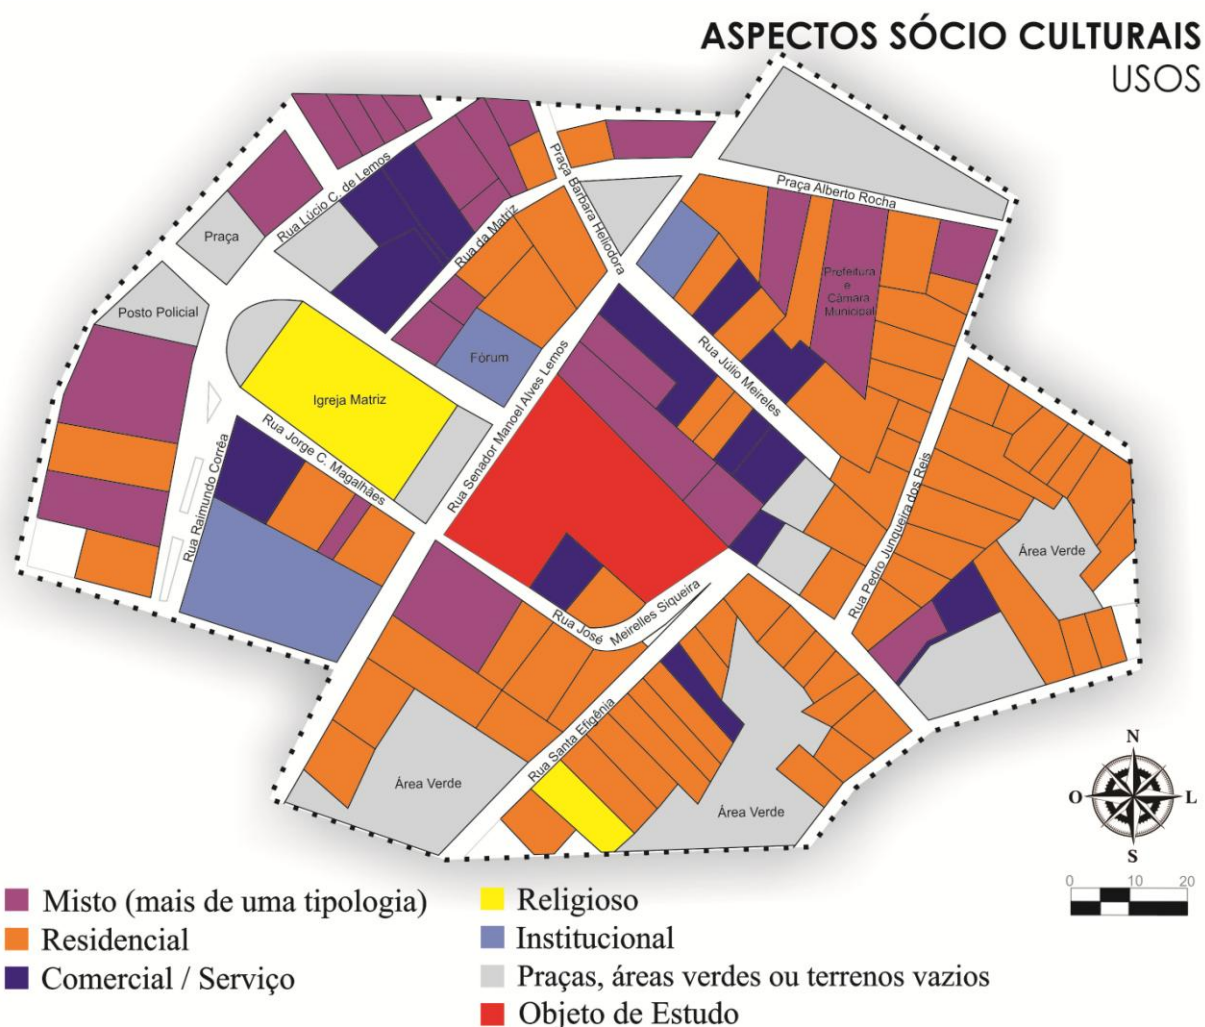 ASPECTOS SÓCIO CULTURAIS
USOS
Praça Barbara Heliodora
Rua Lúcio C. de Lemos
Praça Alberto Rocha
Praça
Rua da Matriz
Prefeitura
e
Câmara
Municipal
Posto Policial
Rua Júlio Meireles
Fórum
Igreja Matriz
Rua Senador Manoel Alves Lemos
Rua Jorge C. Magalhães
Rua Raimundo Corrêa
Rua Pedro Junqueira dos Reis
Área Verde
Rua José Meirelles Siqueira
Rua Santa Efigênia
Área Verde
Área Verde
N
O
L
S
0 10 20
Misto (mais de uma tipologia)
Residencial
Comercial / Serviço
Religioso
Institucional
Praças, áreas verdes ou terrenos vazios
Objeto de Estudo